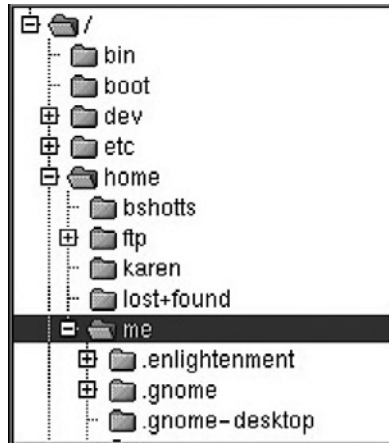 /
bin
boot
dev
etc
home
bshotts
ftp
karen
lost+found
me
.enlightenment
.gnome
.gnome-desktop